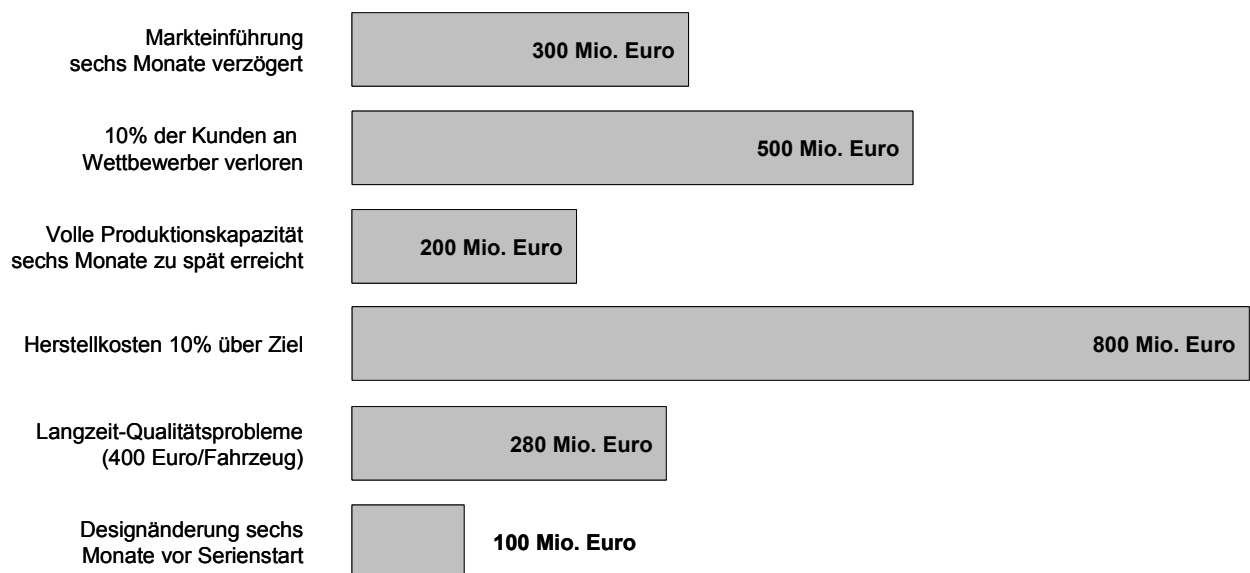 Markteinführung
sechs Monate verzögert
300 Mio. Euro
10% der Kunden an
Wettbewerber verloren
500 Mio. Euro
Volle Produktionskapazität
sechs Monate zu spät erreicht
200 Mio. Euro
Herstellkosten 10% über Ziel
800 Mio. Euro
Langzeit-Qualitätsprobleme
(400 Euro/Fahrzeug)
280 Mio. Euro
Designänderung sechs
Monate vor Serienstart
100 Mio. Euro